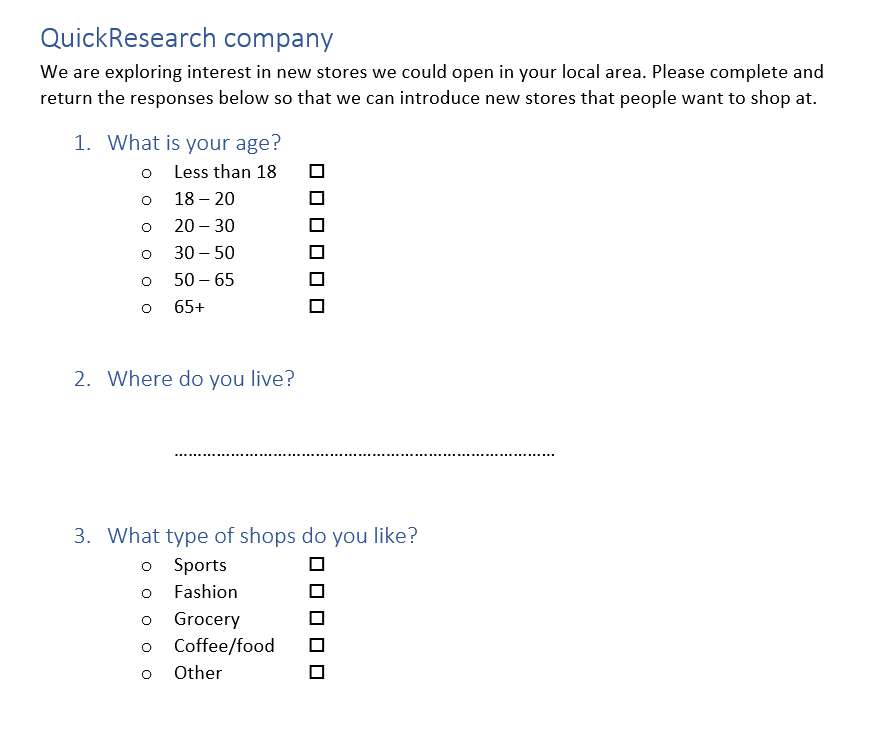 QuickResearch company
We are exploring interest in new stores we could open in your local area. Please complete and
return the responses below so that we can introduce new stores that people want to shop at.
1. What is your age?
o Less than 18 ☐
o 18 – 20 ☐
o 20 – 30 ☐
o 30 – 50 ☐
o 50 – 65 ☐
o 65+ ☐
2. Where do you live?
................................................................................
3. What type of shops do you like?
o Sports ☐
o Fashion ☐
o Grocery ☐
o Coffee/food ☐
o Other ☐